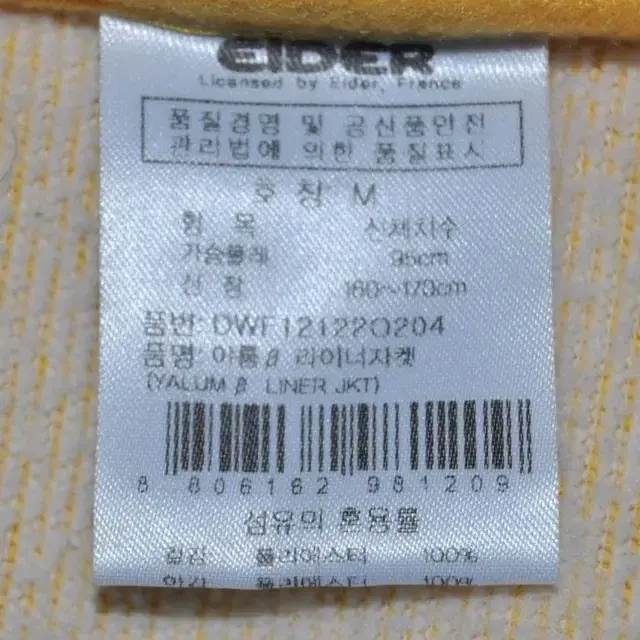 EIDER
Licensed by Eider, France
품질경영 및 공산품안전
관리법에 의한 품질표시
호 칭 M
항 목 신체치수
가슴둘레 95cm
신 장 160~170cm
품번: DWF12122O204
품명: 야룸β 라이너자켓
(YALUM β LINER JKT)
8 806162 981209
섬유의 혼용률
겉감 폴리에스터 100%
안감 폴리에스터 100%